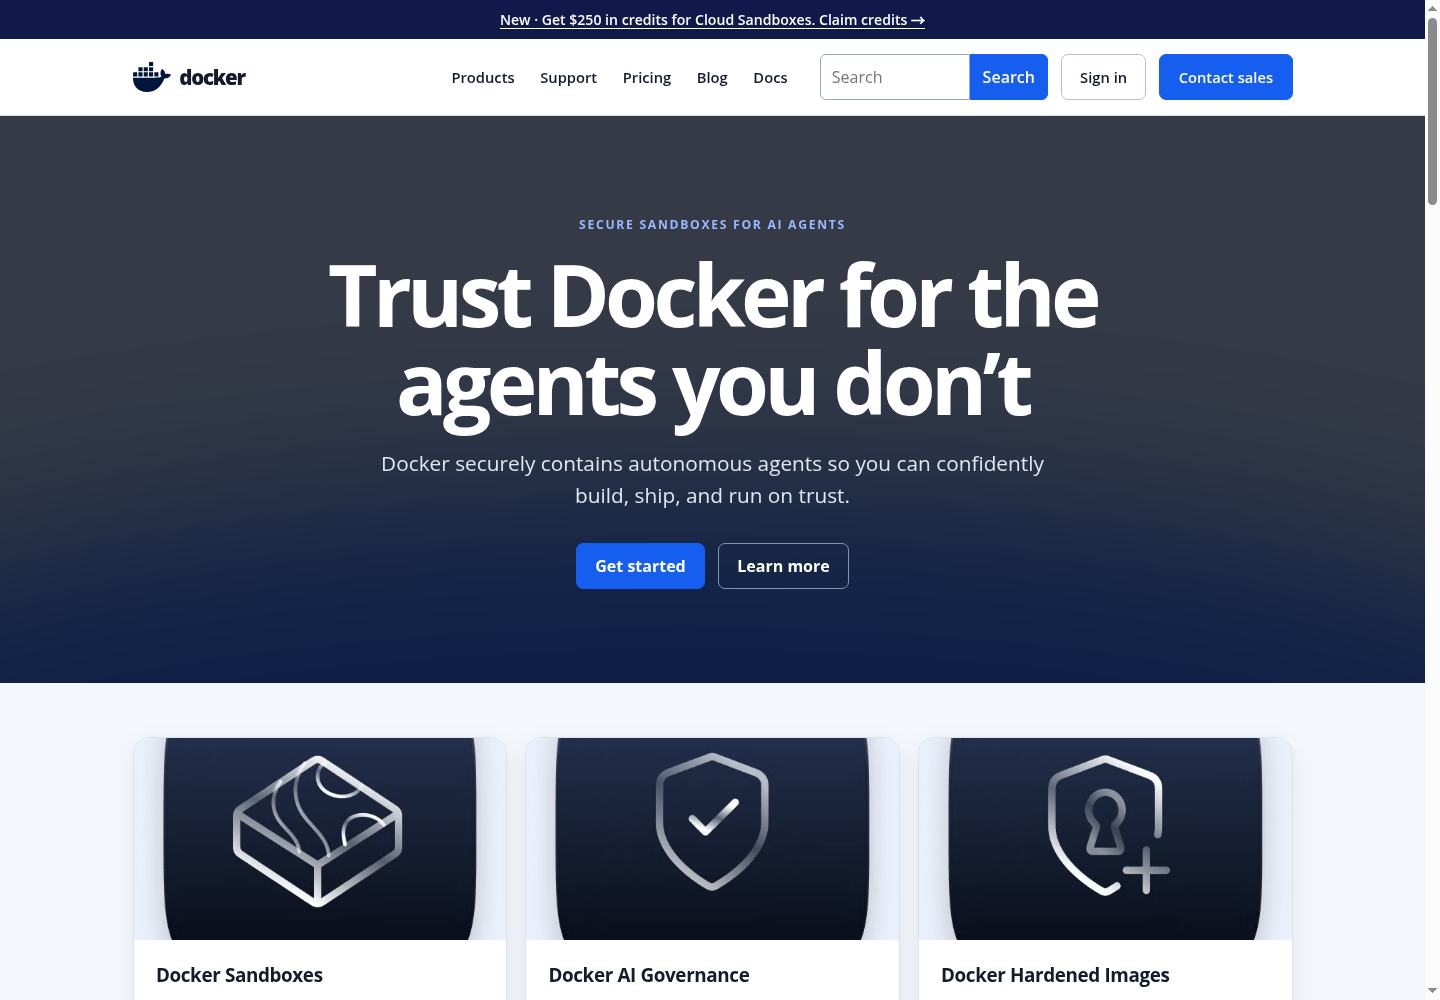 New · Get $250 in credits for Cloud Sandboxes. Claim credits →
docker
Products
Support
Pricing
Blog
Docs
Search
Search
Sign in
Contact sales
SECURE SANDBOXES FOR AI AGENTS
Trust Docker for the
agents you don’t
Docker securely contains autonomous agents so you can confidently
build, ship, and run on trust.
Get started
Learn more
Docker Sandboxes
Docker AI Governance
Docker Hardened Images